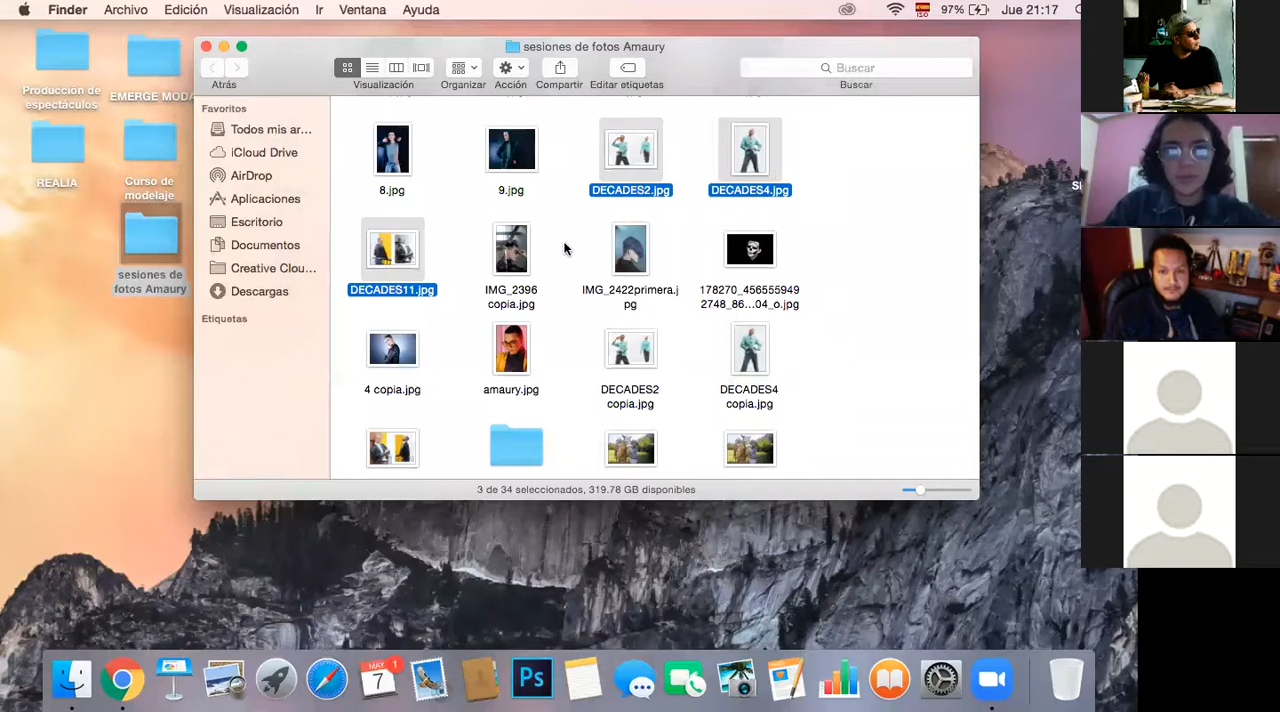 Finder Archivo Edición Visualización Ir Ventana Ayuda
ISO 97% Jue 21:17
sesiones de fotos Amaury
Buscar
Atrás Visualización Organizar Acción Compartir Editar etiquetas Buscar
Producción de
espectáculos
EMERGE MODA
REALIA
Curso de
modelaje
sesiones de
fotos Amaury
Favoritos
Todos mis ar...
iCloud Drive
AirDrop
Aplicaciones
Escritorio
Documentos
Creative Clou...
Descargas
Etiquetas
8.jpg
9.jpg
DECADES2.jpg
DECADES4.jpg
DECADES11.jpg
IMG_2396
copia.jpg
IMG_2422primera.j
pg
178270_456555949
2748_86...04_o.jpg
4 copia.jpg
amaury.jpg
DECADES2
copia.jpg
DECADES4
copia.jpg
3 de 34 seleccionados, 319.78 GB disponibles
MAY 1
7
Ps